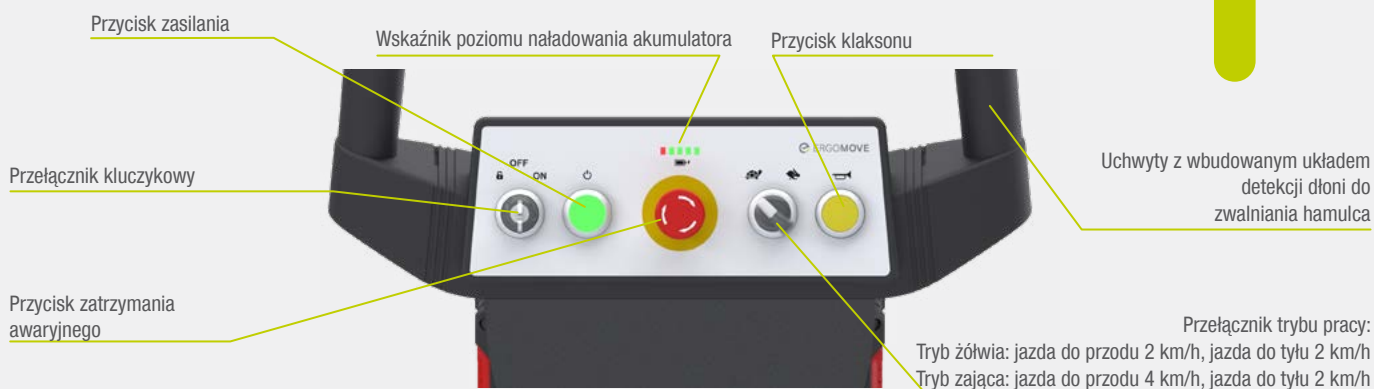 Przycisk zasilania
Wskaźnik poziomu naładowania akumulatora
Przycisk klaksonu
OFF
ON
ERGOMOVE
Przełącznik kluczykowy
Uchwyty z wbudowanym układem
detekcji dłoni do
zwalniania hamulca
Przycisk zatrzymania
awaryjnego
Przełącznik trybu pracy:
Tryb żółwia: jazda do przodu 2 km/h, jazda do tyłu 2 km/h
Tryb zająca: jazda do przodu 4 km/h, jazda do tyłu 2 km/h